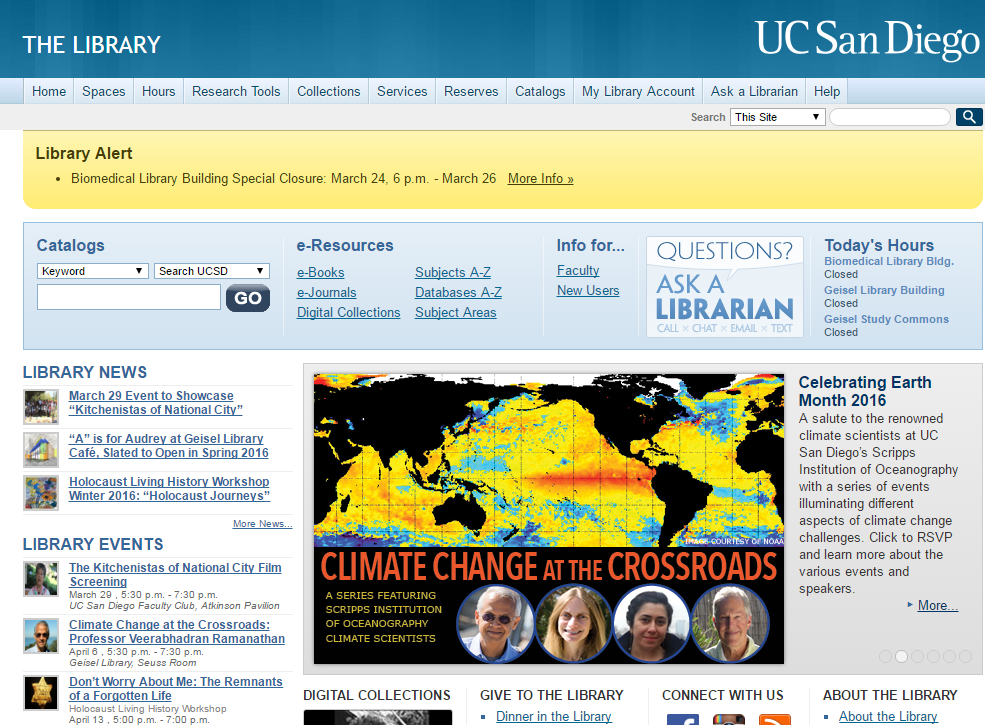 THE LIBRARY
UC San Diego
Home
Spaces
Hours
Research Tools
Collections
Services
Reserves
Catalogs
My Library Account
Ask a Librarian
Help
Search
This Site
Library Alert
• Biomedical Library Building Special Closure: March 24, 6 p.m. - March 26 More Info »
Catalogs
Keyword
Search UCSD
GO
e-Resources
e-Books
e-Journals
Digital Collections
Subjects A-Z
Databases A-Z
Subject Areas
Info for...
Faculty
New Users
QUESTIONS?
ASK A
LIBRARIAN
CALL × CHAT × EMAIL × TEXT
Today's Hours
Biomedical Library Bldg.
Closed
Geisel Library Building
Closed
Geisel Study Commons
Closed
LIBRARY NEWS
March 29 Event to Showcase
“Kitchenistas of National City”
“A” is for Audrey at Geisel Library
Café, Slated to Open in Spring 2016
Holocaust Living History Workshop
Winter 2016: “Holocaust Journeys”
More News...
LIBRARY EVENTS
The Kitchenistas of National City Film
Screening
March 29 , 5:30 p.m. - 7:30 p.m.
UC San Diego Faculty Club, Atkinson Pavilion
Climate Change at the Crossroads:
Professor Veerabhadran Ramanathan
April 6 , 5:30 p.m. - 7:30 p.m.
Geisel Library, Seuss Room
Don’t Worry About Me: The Remnants
of a Forgotten Life
Holocaust Living History Workshop
April 13 , 5:00 p.m. - 7:00 p.m.
IMAGE COURTESY OF NOAA
CLIMATE CHANGE AT THE CROSSROADS
A SERIES FEATURING
SCRIPPS INSTITUTION
OF OCEANOGRAPHY
CLIMATE SCIENTISTS
Celebrating Earth
Month 2016
A salute to the renowned
climate scientists at UC
San Diego’s Scripps
Institution of Oceanography
with a series of events
illuminating different
aspects of climate change
challenges. Click to RSVP
and learn more about the
various events and
speakers.
More...
DIGITAL COLLECTIONS
GIVE TO THE LIBRARY
Dinner in the Library
CONNECT WITH US
ABOUT THE LIBRARY
About the Library